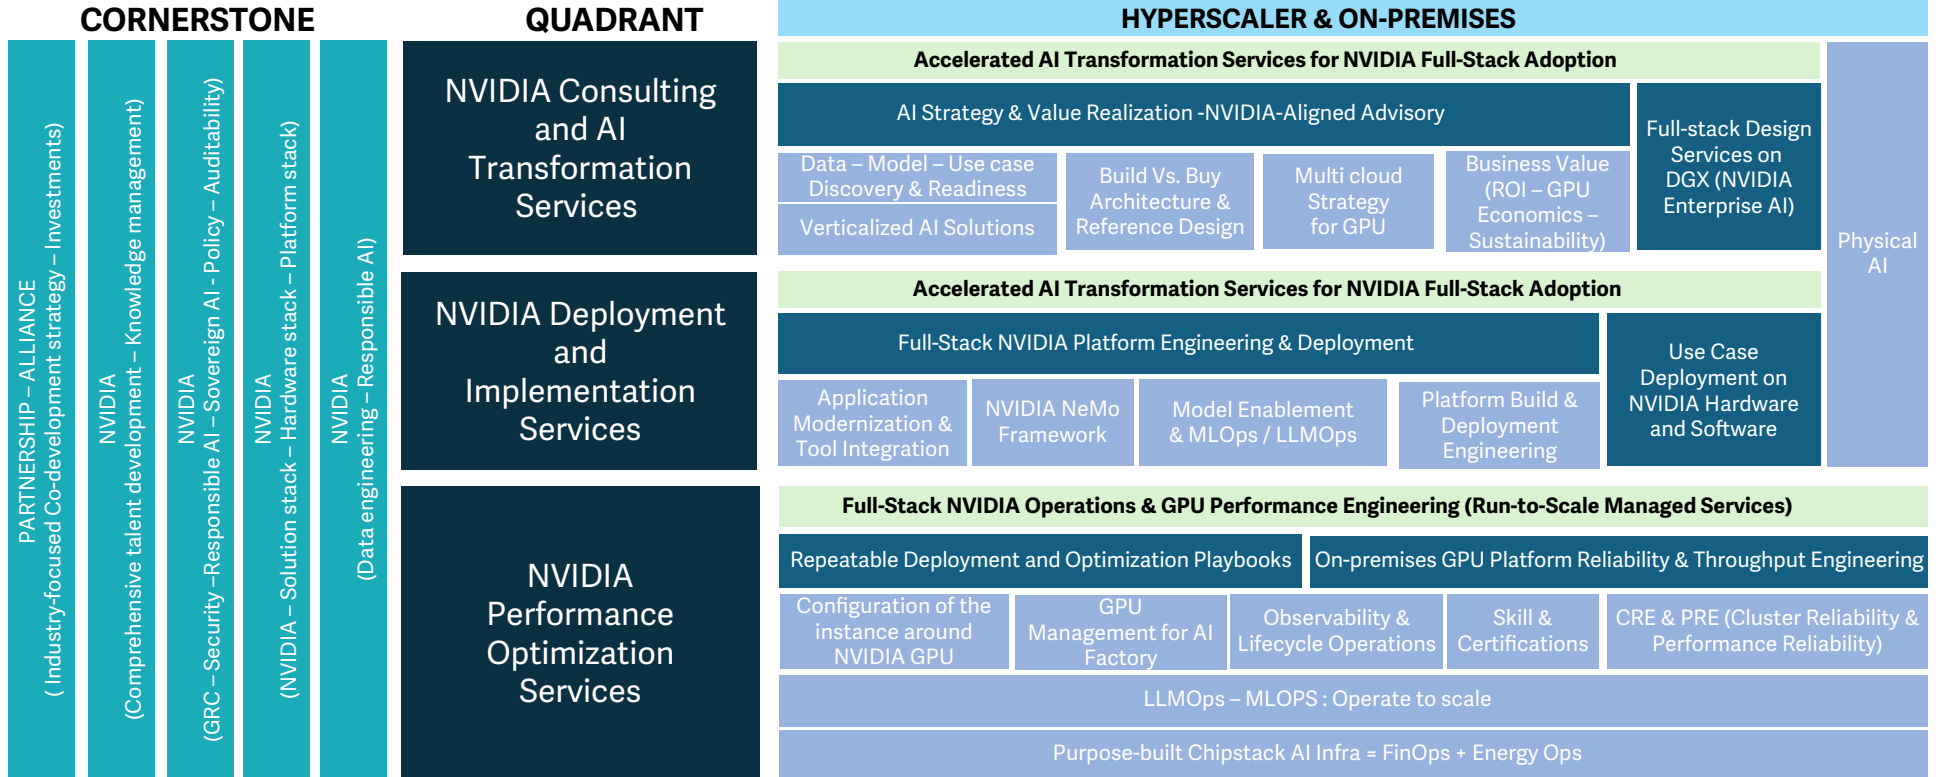 CORNERSTONE
QUADRANT
HYPERSCALER & ON-PREMISES
PARTNERSHIP – ALLIANCE
( Industry-focused Co-development strategy – Investments)
NVIDIA
(Comprehensive talent development – Knowledge management)
NVIDIA
(GRC – Security –Responsible AI – Sovereign AI - Policy – Auditability)
NVIDIA
(NVIDIA – Solution stack – Hardware stack – Platform stack)
NVIDIA
(Data engineering – Responsible AI)
NVIDIA Consulting
and AI
Transformation
Services
Accelerated AI Transformation Services for NVIDIA Full-Stack Adoption
AI Strategy & Value Realization -NVIDIA-Aligned Advisory
Data – Model – Use case
Discovery & Readiness
Verticalized AI Solutions
Build Vs. Buy
Architecture &
Reference Design
Multi cloud
Strategy
for GPU
Business Value
(ROI – GPU
Economics –
Sustainability)
Full-stack Design
Services on
DGX (NVIDIA
Enterprise AI)
Physical
AI
NVIDIA Deployment
and
Implementation
Services
Accelerated AI Transformation Services for NVIDIA Full-Stack Adoption
Full-Stack NVIDIA Platform Engineering & Deployment
Application
Modernization &
Tool Integration
NVIDIA NeMo
Framework
Model Enablement
& MLOps / LLMOps
Platform Build &
Deployment
Engineering
Use Case
Deployment on
NVIDIA Hardware
and Software
NVIDIA
Performance
Optimization
Services
Full-Stack NVIDIA Operations & GPU Performance Engineering (Run-to-Scale Managed Services)
Repeatable Deployment and Optimization Playbooks
On-premises GPU Platform Reliability & Throughput Engineering
Configuration of the
instance around
NVIDIA GPU
GPU
Management for AI
Factory
Observability &
Lifecycle Operations
Skill &
Certifications
CRE & PRE (Cluster Reliability &
Performance Reliability)
LLMOps – MLOPS : Operate to scale
Purpose-built Chipstack AI Infra = FinOps + Energy Ops